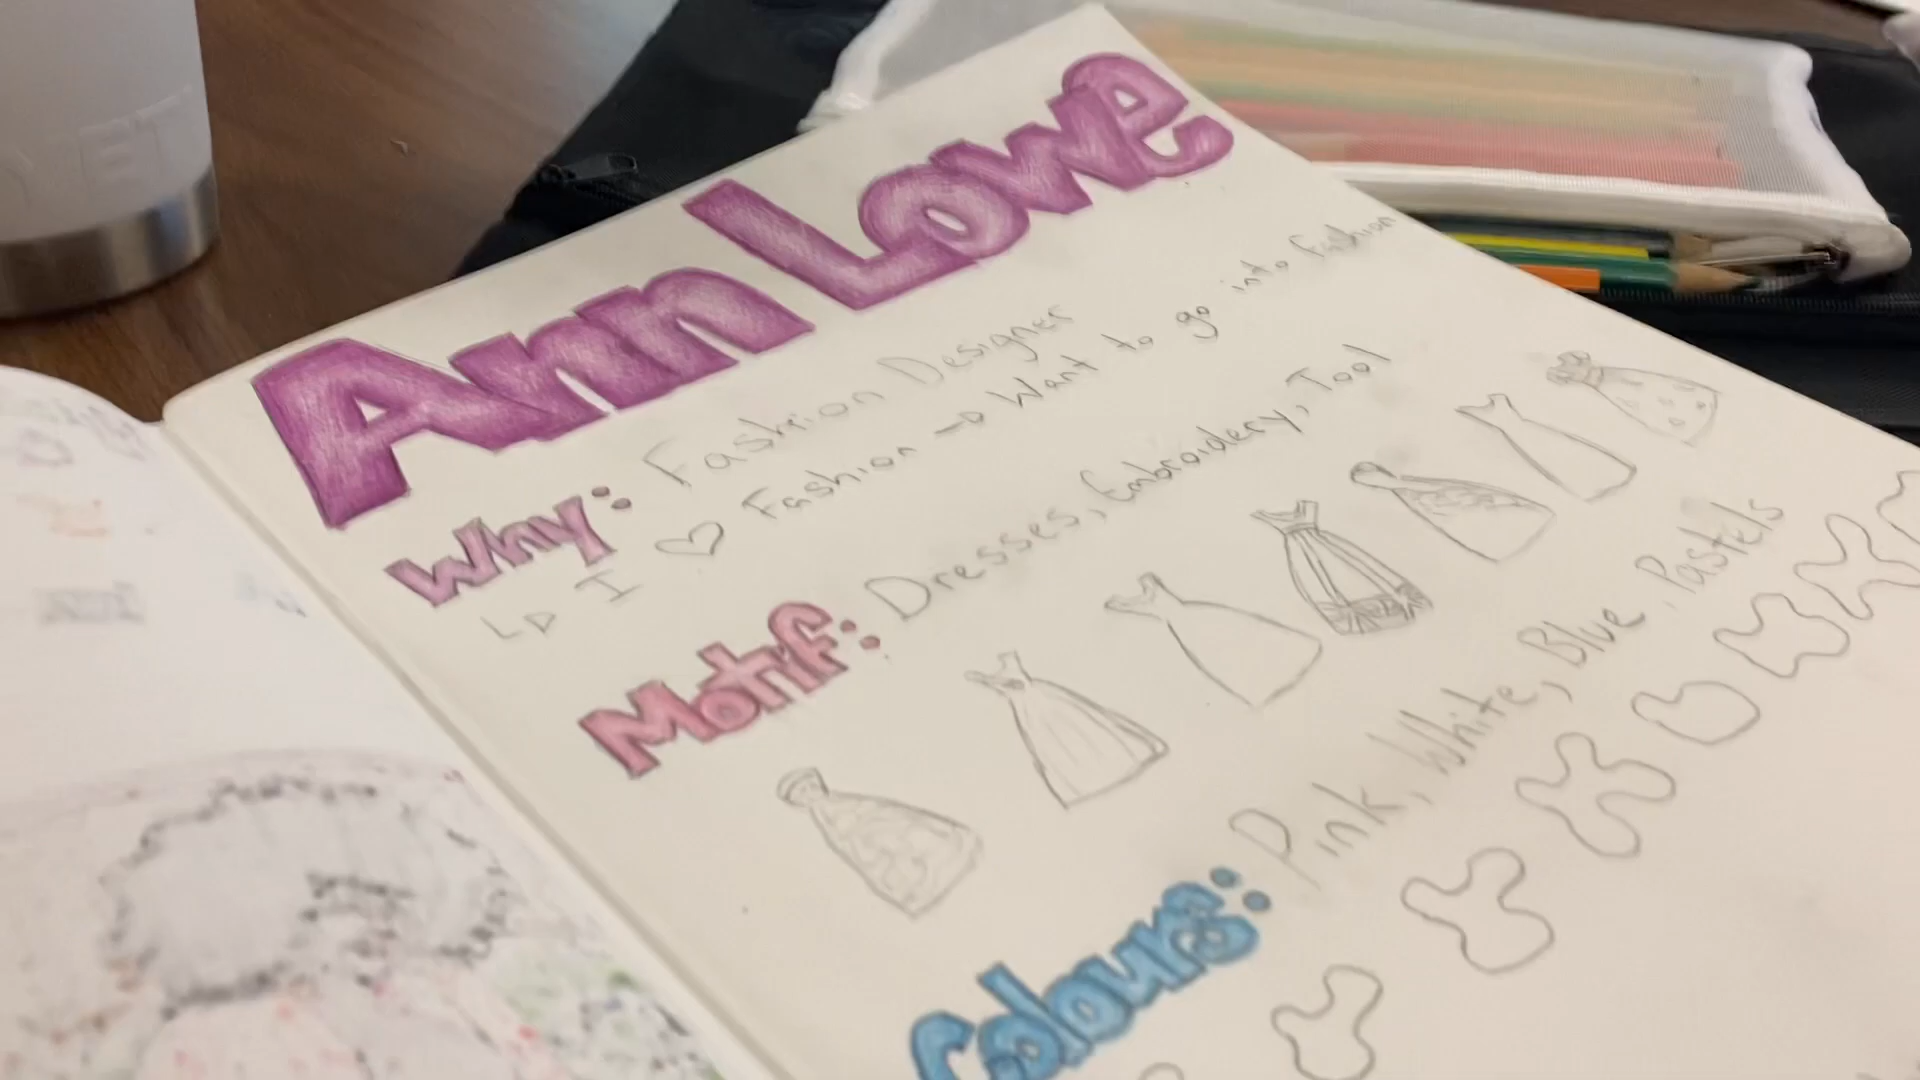 Ann Lowe
Why: Fashion Designer
I ♡ Fashion → Want to go into fashion
Motif: Dresses, Embroidery, Tool
Colours: Pink, White, Blue, Pastels